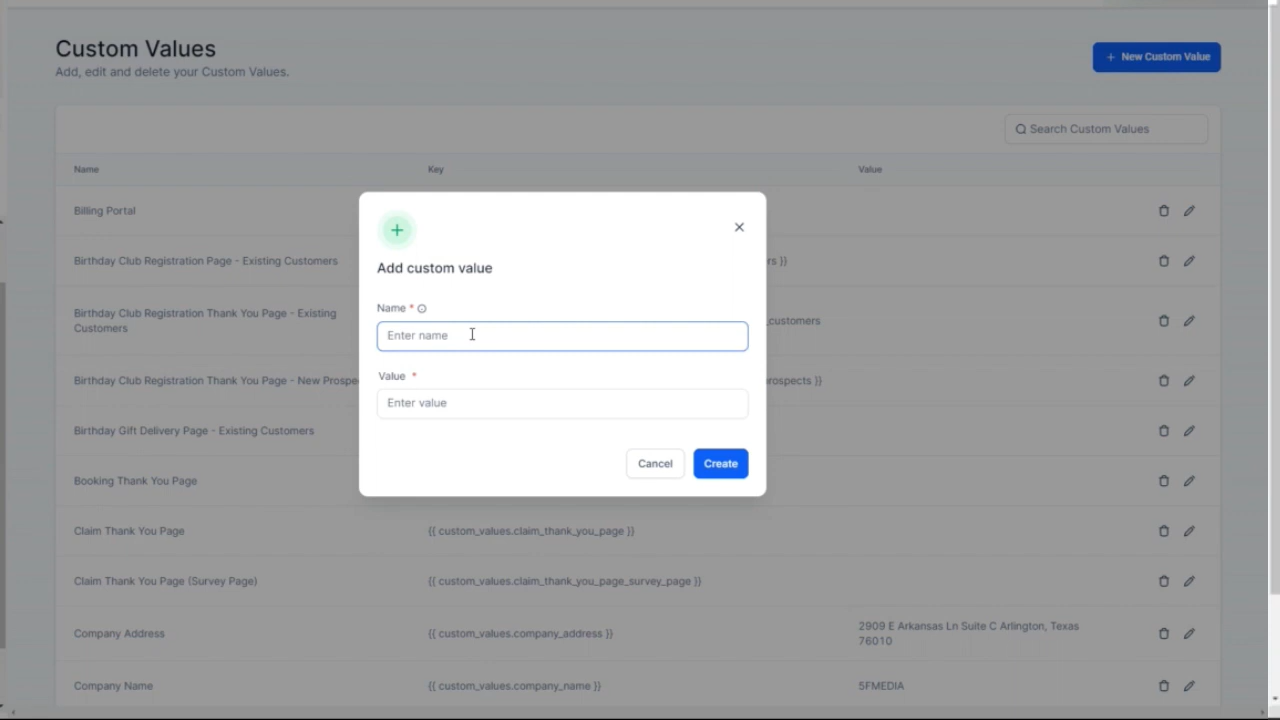 Custom Values
Add, edit and delete your Custom Values.
+ New Custom Value
Search Custom Values
Name Key Value
Billing Portal
Birthday Club Registration Page - Existing Customers rs }}
Birthday Club Registration Thank You Page - Existing
Customers _customers
Birthday Club Registration Thank You Page - New Prospe rospects }}
Birthday Gift Delivery Page - Existing Customers
Booking Thank You Page
Claim Thank You Page {{ custom_values.claim_thank_you_page }}
Claim Thank You Page (Survey Page) {{ custom_values.claim_thank_you_page_survey_page }}
Company Address {{ custom_values.company_address }} 2909 E Arkansas Ln Suite C Arlington, Texas
76010
Company Name {{ custom_values.company_name }} 5FMEDIA
Add custom value
Name *
Enter name
Value *
Enter value
Cancel Create